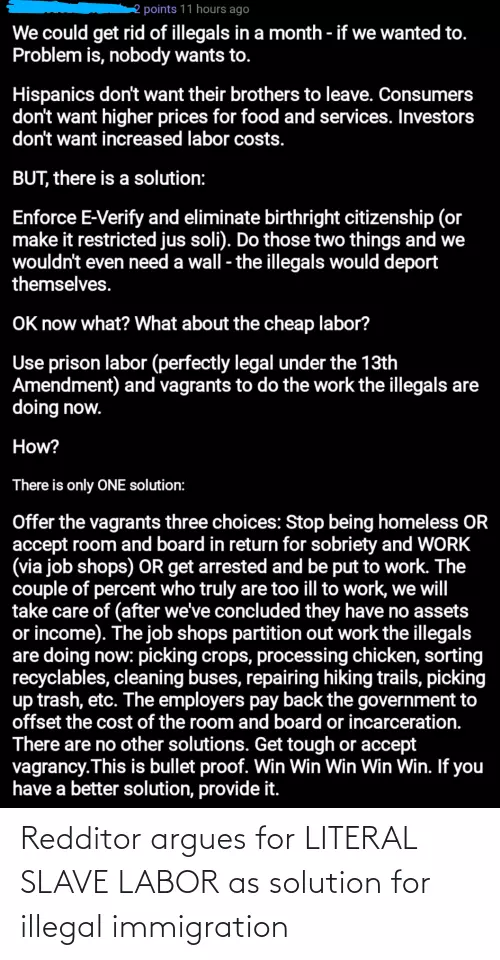 2 points 11 hours ago
We could get rid of illegals in a month - if we wanted to.
Problem is, nobody wants to.
Hispanics don't want their brothers to leave. Consumers
don't want higher prices for food and services. Investors
don't want increased labor costs.
BUT, there is a solution:
Enforce E-Verify and eliminate birthright citizenship (or
make it restricted jus soli). Do those two things and we
wouldn't even need a wall - the illegals would deport
themselves.
OK now what? What about the cheap labor?
Use prison labor (perfectly legal under the 13th
Amendment) and vagrants to do the work the illegals are
doing now.
How?
There is only ONE solution:
Offer the vagrants three choices: Stop being homeless OR
accept room and board in return for sobriety and WORK
(via job shops) OR get arrested and be put to work. The
couple of percent who truly are too ill to work, we will
take care of (after we've concluded they have no assets
or income). The job shops partition out work the illegals
are doing now: picking crops, processing chicken, sorting
recyclables, cleaning buses, repairing hiking trails, picking
up trash, etc. The employers pay back the government to
offset the cost of the room and board or incarceration.
There are no other solutions. Get tough or accept
vagrancy.This is bullet proof. Win Win Win Win Win. If you
have a better solution, provide it.
Redditor argues for LITERAL
SLAVE LABOR as solution for
illegal immigration